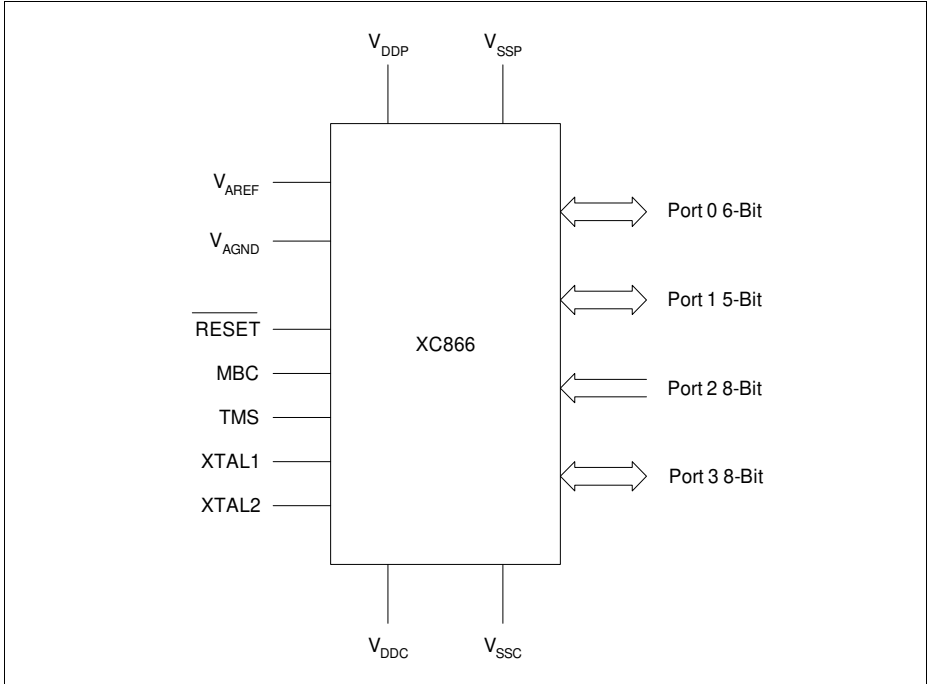 VDDP
VSSP
VAREF
VAGND
RESET
MBC
TMS
XTAL1
XTAL2
XC866
Port 0 6-Bit
Port 1 5-Bit
Port 2 8-Bit
Port 3 8-Bit
VDDC
VSSC